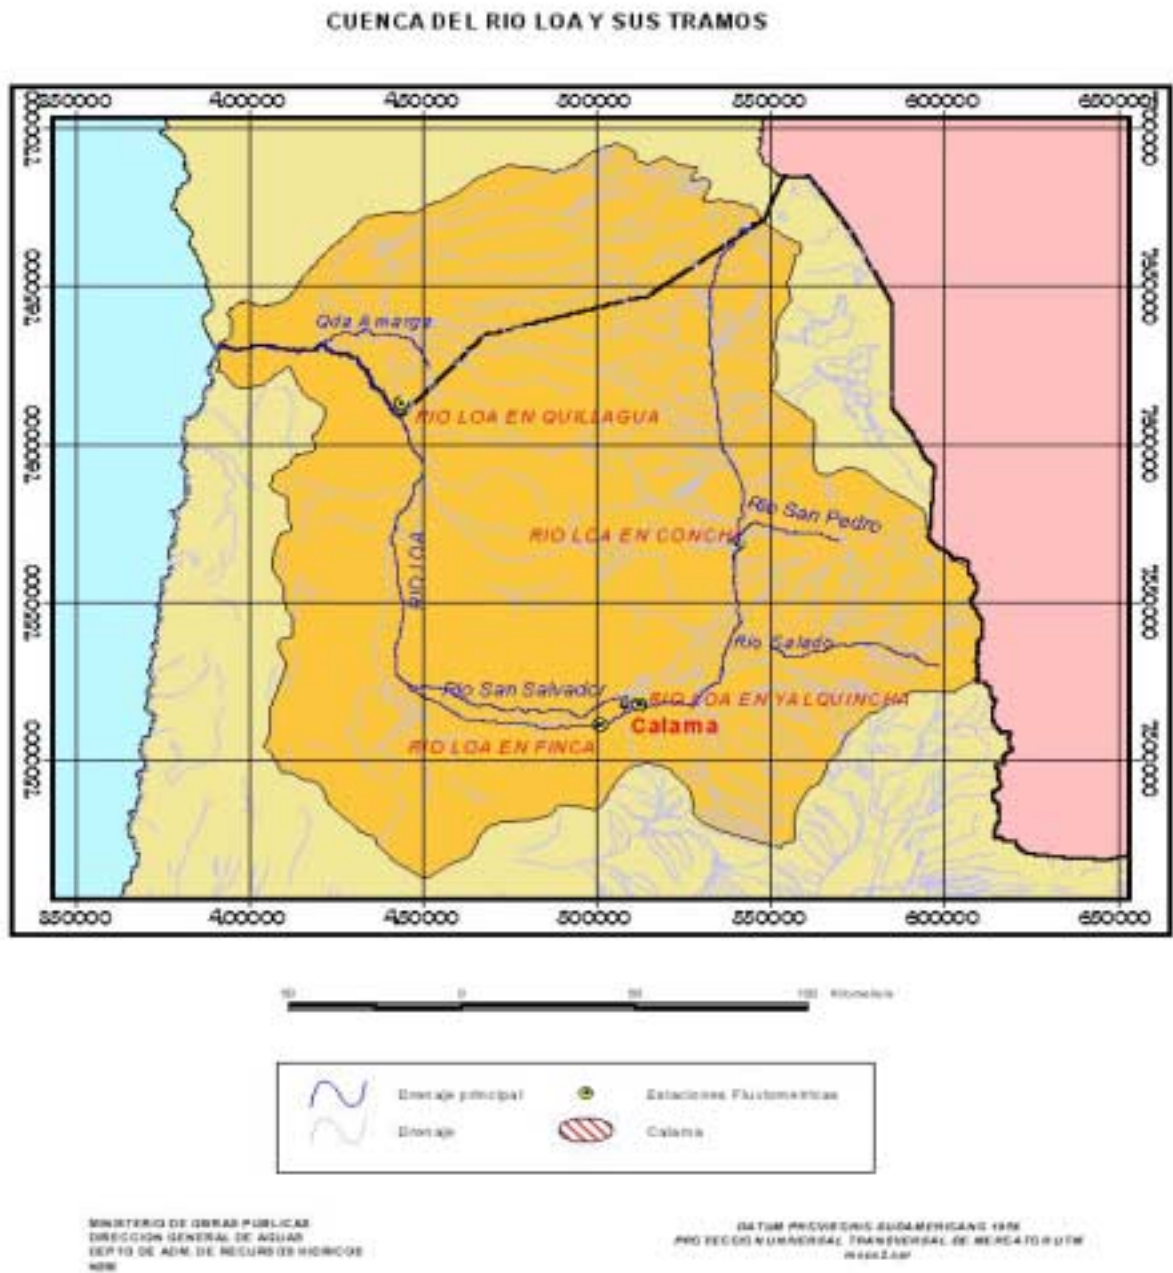 CUENCA DEL RIO LOA Y SUS TRAMOS
350000 400000 450000 500000 550000 600000 650000
Qda Amarga
RIO LOA EN QUILLAGUA
Rio San Pedro
RIO LOA EN CONCHI
RIO LOA
Rio Salado
Rio San Salvador
RIO LOA EN YALQUINCHA
Calama
RIO LOA EN FINCA
350000 400000 450000 500000 550000 600000 650000
50 0 50 100 Kilometers
Drenaje principal
Estaciones Fluviometricas
Drenaje
Calama
MINISTERIO DE OBRAS PUBLICAS
DIRECCION GENERAL DE AGUAS
DEPTO DE ADM. DE RECURSOS HIDRICOS
DATUM PROVISORIO SUDAMERICANO 1956
PROYECCION UNIVERSAL TRANSVERSAL DE MERCATOR UTM